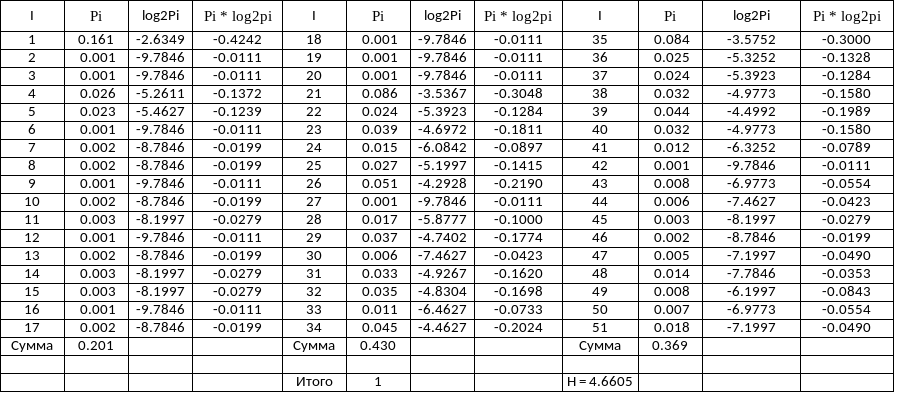 I Pi log2Pi Pi * log2pi I Pi log2Pi Pi * log2pi I Pi log2Pi Pi * log2pi
1 0.161 -2.6349 -0.4242 18 0.001 -9.7846 -0.0111 35 0.084 -3.5752 -0.3000
2 0.001 -9.7846 -0.0111 19 0.001 -9.7846 -0.0111 36 0.025 -5.3252 -0.1328
3 0.001 -9.7846 -0.0111 20 0.001 -9.7846 -0.0111 37 0.024 -5.3923 -0.1284
4 0.026 -5.2611 -0.1372 21 0.086 -3.5367 -0.3048 38 0.032 -4.9773 -0.1580
5 0.023 -5.4627 -0.1239 22 0.024 -5.3923 -0.1284 39 0.044 -4.4992 -0.1989
6 0.001 -9.7846 -0.0111 23 0.039 -4.6972 -0.1811 40 0.032 -4.9773 -0.1580
7 0.002 -8.7846 -0.0199 24 0.015 -6.0842 -0.0897 41 0.012 -6.3252 -0.0789
8 0.002 -8.7846 -0.0199 25 0.027 -5.1997 -0.1415 42 0.001 -9.7846 -0.0111
9 0.001 -9.7846 -0.0111 26 0.051 -4.2928 -0.2190 43 0.008 -6.9773 -0.0554
10 0.002 -8.7846 -0.0199 27 0.001 -9.7846 -0.0111 44 0.006 -7.4627 -0.0423
11 0.003 -8.1997 -0.0279 28 0.017 -5.8777 -0.1000 45 0.003 -8.1997 -0.0279
12 0.001 -9.7846 -0.0111 29 0.037 -4.7402 -0.1774 46 0.002 -8.7846 -0.0199
13 0.002 -8.7846 -0.0199 30 0.006 -7.4627 -0.0423 47 0.005 -7.1997 -0.0490
14 0.003 -8.1997 -0.0279 31 0.033 -4.9267 -0.1620 48 0.014 -7.7846 -0.0353
15 0.003 -8.1997 -0.0279 32 0.035 -4.8304 -0.1698 49 0.008 -6.1997 -0.0843
16 0.001 -9.7846 -0.0111 33 0.011 -6.4627 -0.0733 50 0.007 -6.9773 -0.0554
17 0.002 -8.7846 -0.0199 34 0.045 -4.4627 -0.2024 51 0.018 -7.1997 -0.0490
Сумма 0.201 Сумма 0.430 Сумма 0.369
Итого 1 H = 4.6605